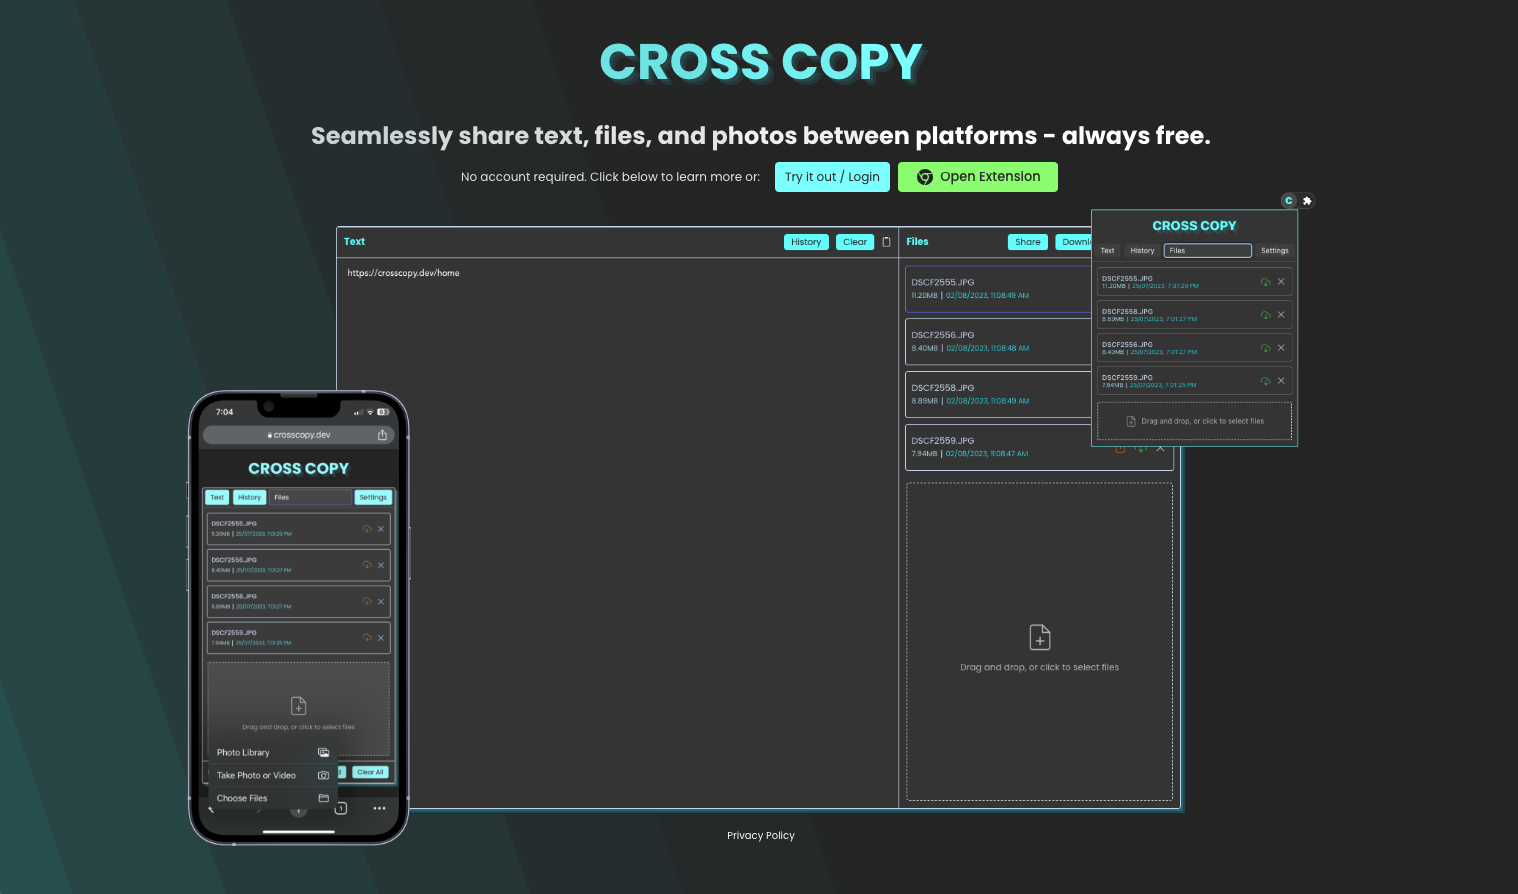 CROSS COPY
Seamlessly share text, files, and photos between platforms - always free.
No account required. Click below to learn more or:
Try it out / Login
Open Extension
Text
History
Clear
https://crosscopy.dev/home
Files
Share
Downl
DSCF2555.JPG
11.20MB | 02/08/2023, 11:08:49 AM
DSCF2556.JPG
8.40MB | 02/08/2023, 11:08:48 AM
DSCF2558.JPG
8.89MB | 02/08/2023, 11:08:49 AM
DSCF2559.JPG
7.94MB | 02/08/2023, 11:08:47 AM
Drag and drop, or click to select files
C
CROSS COPY
Text
History
Files
Settings
DSCF2555.JPG
11.20MB | 25/07/2023, 7:01:29 PM
DSCF2558.JPG
8.89MB | 25/07/2023, 7:01:27 PM
DSCF2556.JPG
8.40MB | 25/07/2023, 7:01:27 PM
DSCF2559.JPG
7.94MB | 25/07/2023, 7:01:25 PM
Drag and drop, or click to select files
7:04
crosscopy.dev
CROSS COPY
Text
History
Files
Settings
DSCF2555.JPG
11.20MB | 25/07/2023, 7:01:29 PM
DSCF2556.JPG
8.40MB | 25/07/2023, 7:01:27 PM
DSCF2558.JPG
8.89MB | 25/07/2023, 7:01:27 PM
DSCF2559.JPG
7.94MB | 25/07/2023, 7:01:25 PM
Drag and drop, or click to select files
Photo Library
Take Photo or Video
Choose Files
Clear All
1
Privacy Policy